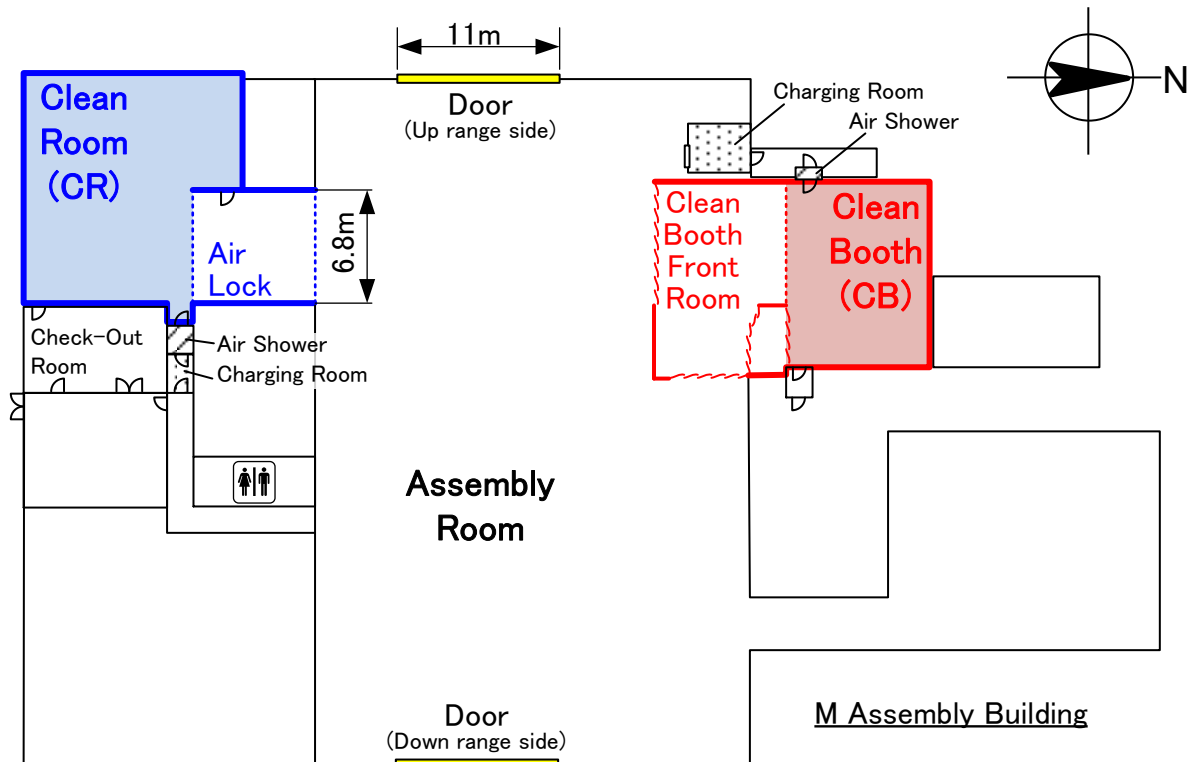 11m
Clean
Room
(CR)
Door
(Up range side)
Charging Room
Air Shower
N
6.8m
Air
Lock
Clean
Booth
Front
Room
Clean
Booth
(CB)
Check-Out
Room
Air Shower
Charging Room
Assembly
Room
Door
(Down range side)
M Assembly Building